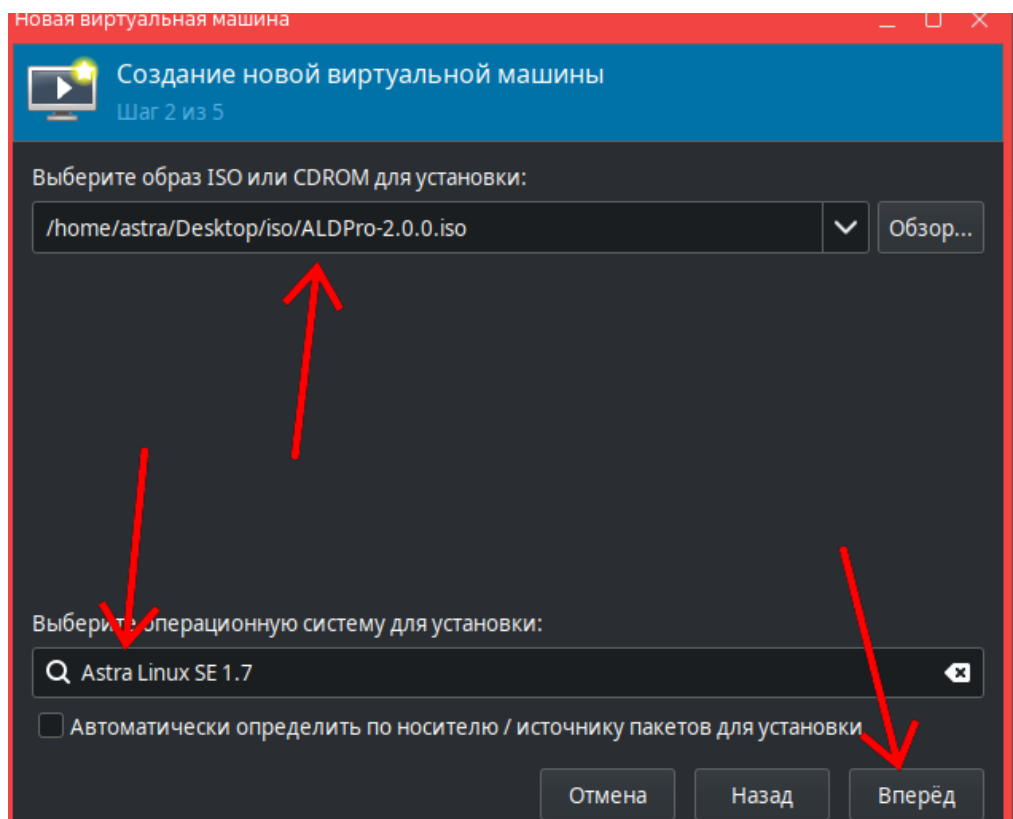 Новая виртуальная машина
Создание новой виртуальной машины
Шаг 2 из 5
Выберите образ ISO или CDROM для установки:
/home/astra/Desktop/iso/ALDPro-2.0.0.iso
Обзор...
Выберите операционную систему для установки:
Astra Linux SE 1.7
Автоматически определить по носителю / источнику пакетов для установки
Отмена Назад Вперёд